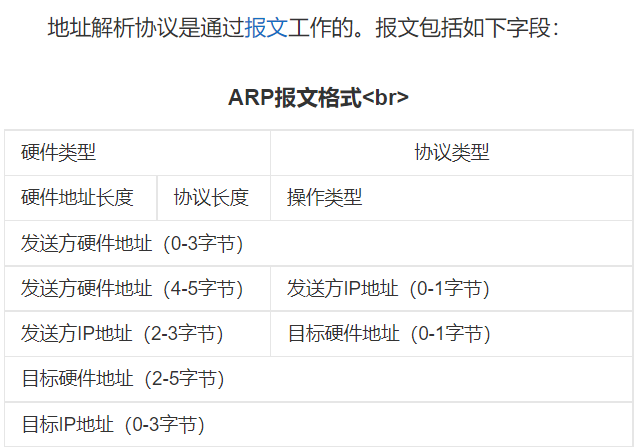 地址解析协议是通过报文工作的。报文包括如下字段：
ARP报文格式<br>
硬件类型 协议类型
硬件地址长度 协议长度 操作类型
发送方硬件地址（0-3字节）
发送方硬件地址（4-5字节） 发送方IP地址（0-1字节）
发送方IP地址（2-3字节） 目标硬件地址（0-1字节）
目标硬件地址（2-5字节）
目标IP地址（0-3字节）